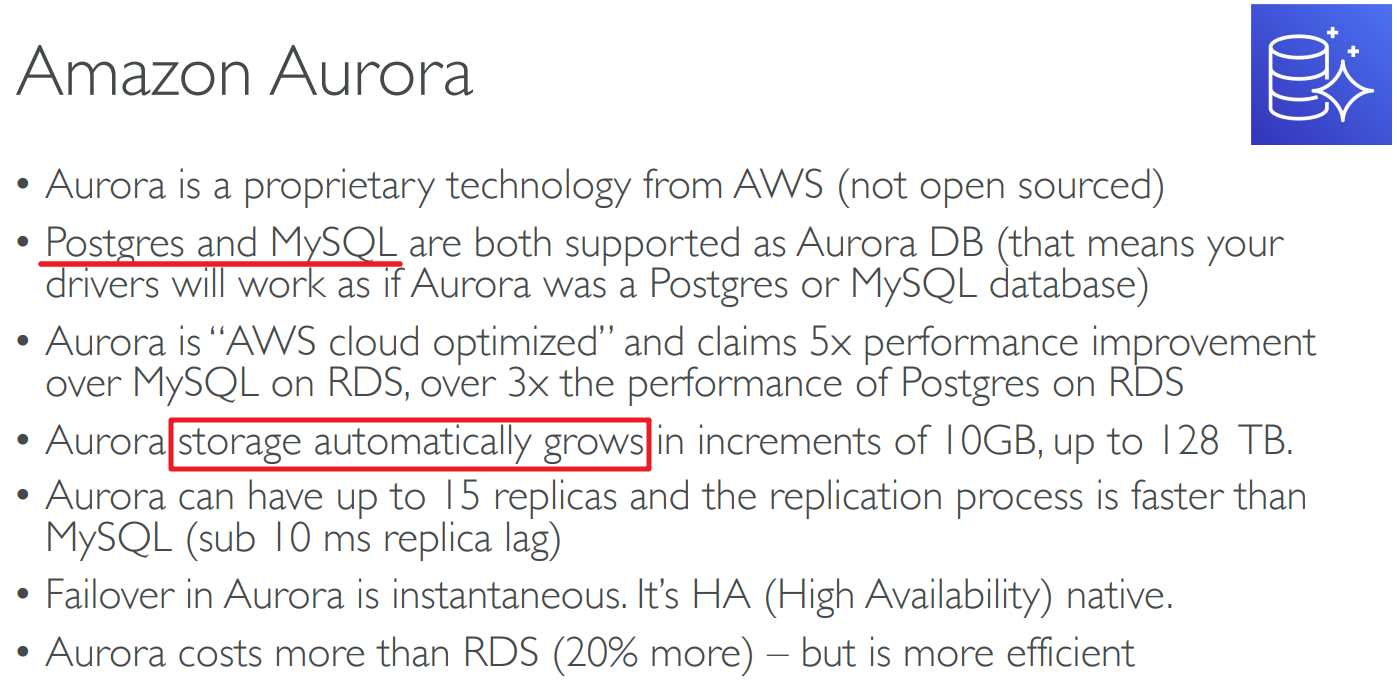 Amazon Aurora
• Aurora is a proprietary technology from AWS (not open sourced)
• Postgres and MySQL are both supported as Aurora DB (that means your
drivers will work as if Aurora was a Postgres or MySQL database)
• Aurora is “AWS cloud optimized” and claims 5x performance improvement
over MySQL on RDS, over 3x the performance of Postgres on RDS
• Aurora storage automatically grows in increments of 10GB, up to 128 TB.
• Aurora can have up to 15 replicas and the replication process is faster than
MySQL (sub 10 ms replica lag)
• Failover in Aurora is instantaneous. It’s HA (High Availability) native.
• Aurora costs more than RDS (20% more) – but is more efficient